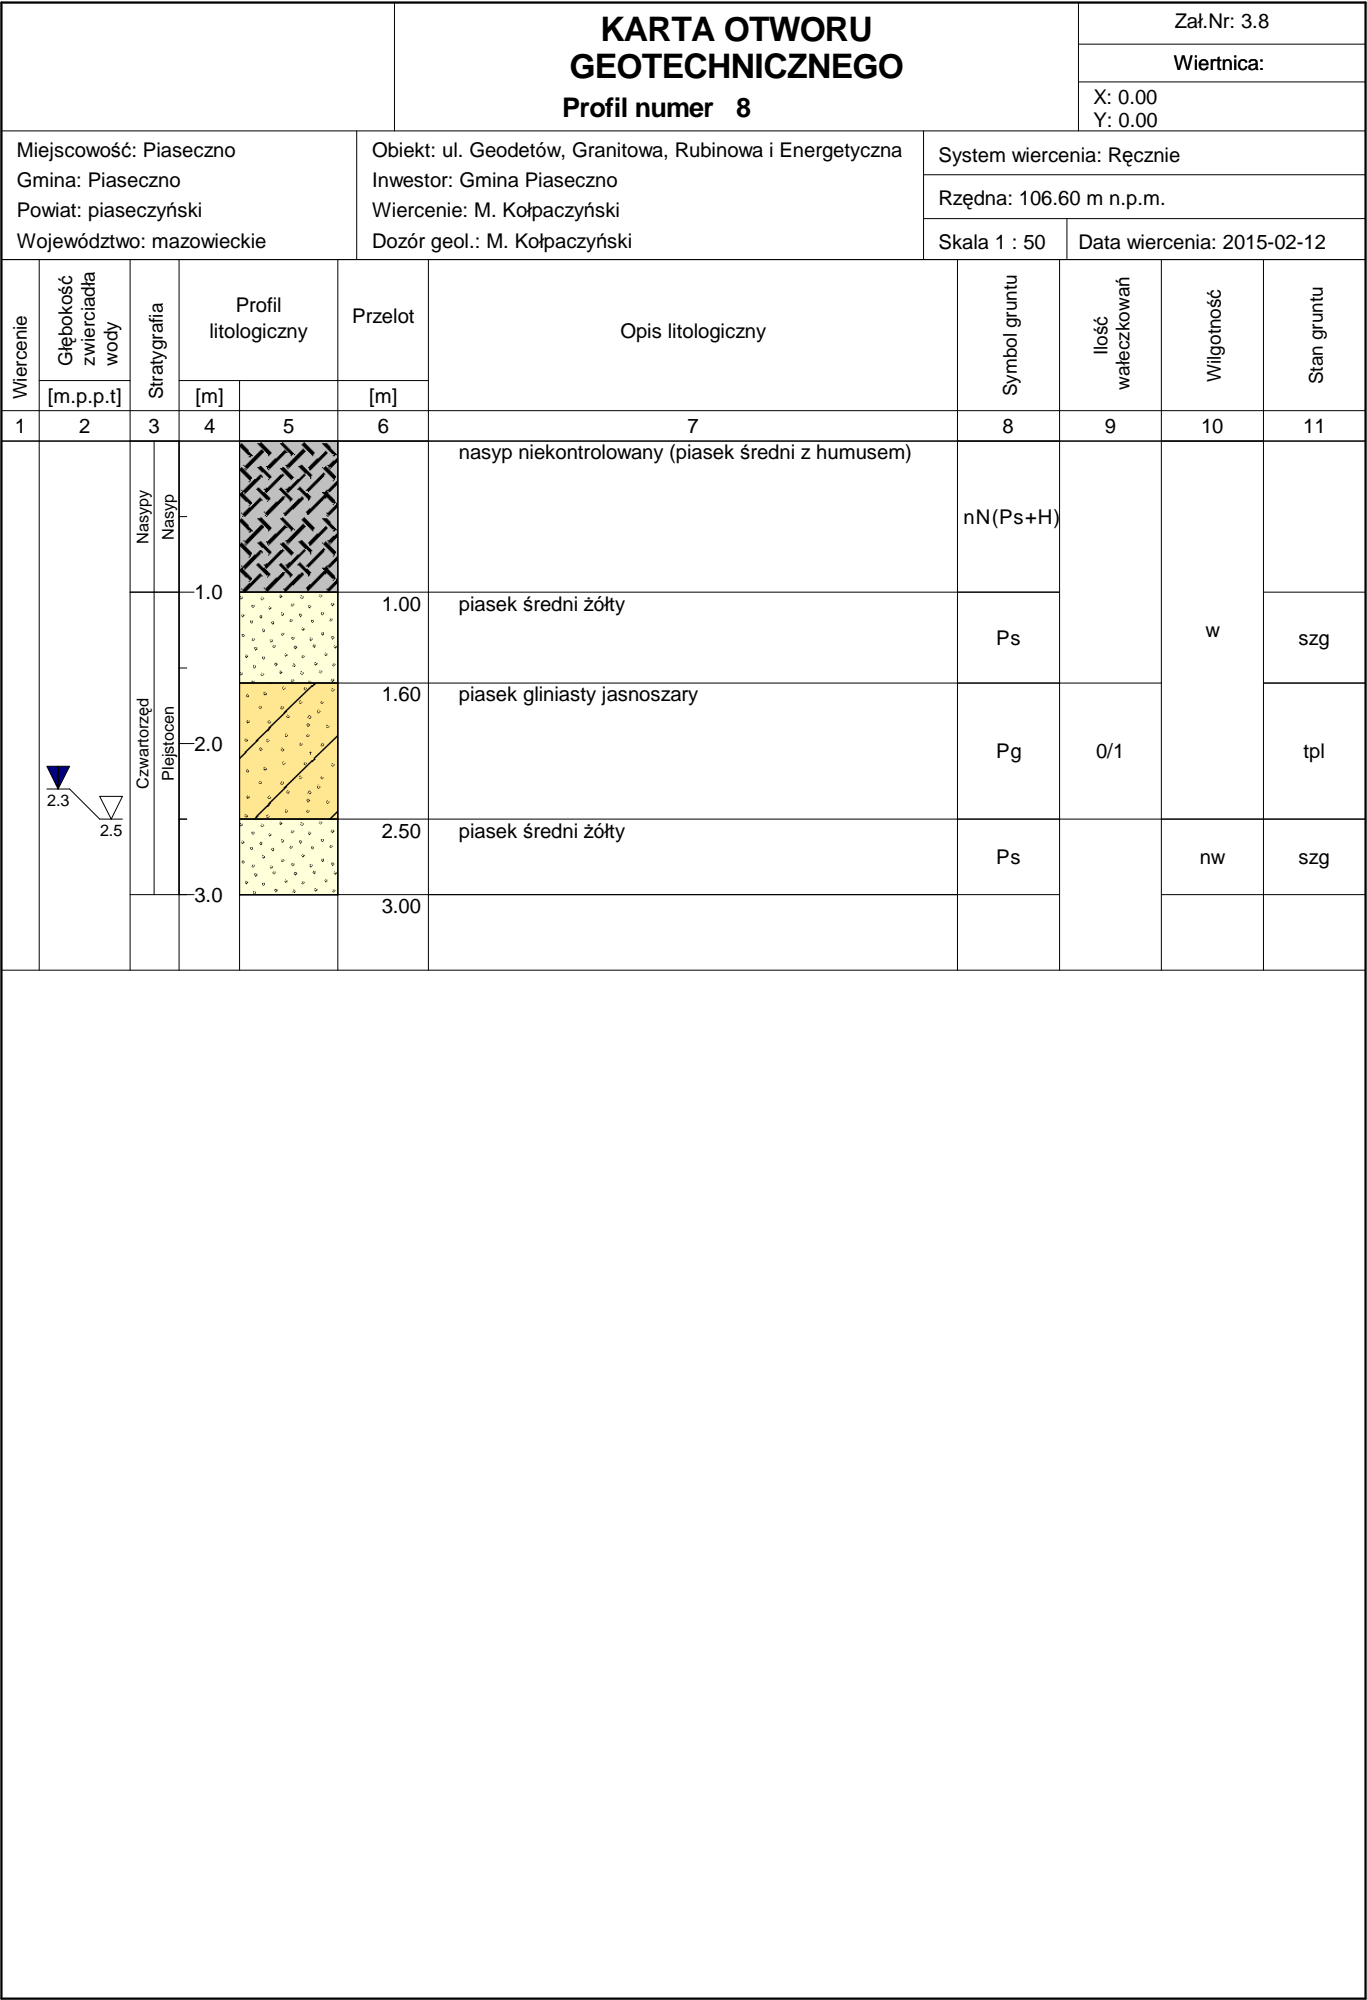 KARTA OTWORU
GEOTECHNICZNEGO
Profil numer 8
Zał.Nr: 3.8
Wiertnica:
X: 0.00
Y: 0.00
Miejscowość: Piaseczno
Gmina: Piaseczno
Powiat: piaseczyński
Województwo: mazowieckie
Obiekt: ul. Geodetów, Granitowa, Rubinowa i Energetyczna
Inwestor: Gmina Piaseczno
Wiercenie: M. Kołpaczyński
Dozór geol.: M. Kołpaczyński
System wiercenia: Ręcznie
Rzędna: 106.60 m n.p.m.
Skala 1 : 50
Data wiercenia: 2015-02-12
Wiercenie
Głębokość
zwierciadła
wody
[m.p.p.t]
Stratygrafia
Profil
litologiczny
[m]
Przelot
[m]
Opis litologiczny
Symbol gruntu
Ilość
wałeczkowań
Wilgotność
Stan gruntu
1 2 3 4 5 6 7 8 9 10 11
Nasypy
Nasyp
nasyp niekontrolowany (piasek średni z humusem)
nN(Ps+H)
1.0
1.00
piasek średni żółty
Ps
w
szg
1.60
piasek gliniasty jasnoszary
Czwartorzęd
Plejstocen
2.0
Pg
0/1
tpl
2.3
2.5
2.50
piasek średni żółty
Ps
nw
szg
3.0
3.00